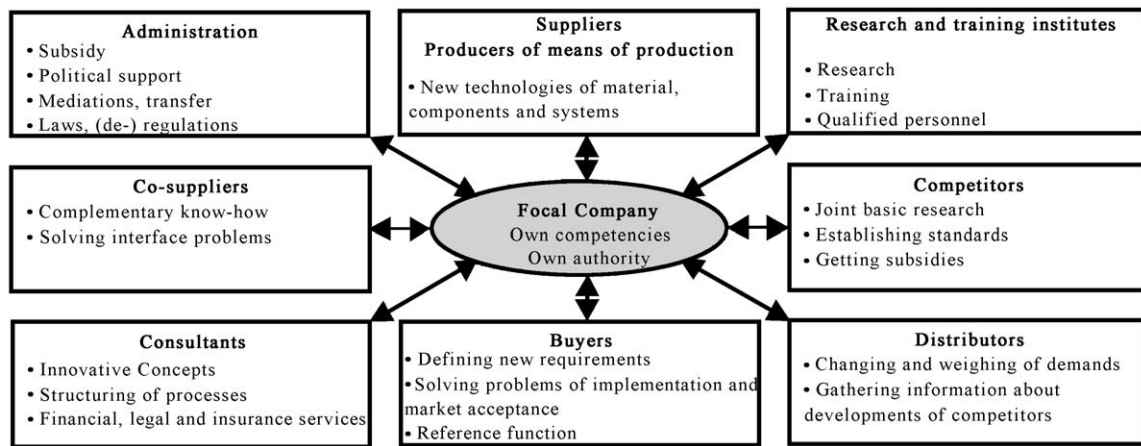 Administration
• Subsidy
• Political support
• Mediations, transfer
• Laws, (de-) regulations
Suppliers
Producers of means of production
• New technologies of material,
components and systems
Research and training institutes
• Research
• Training
• Qualified personnel
Co-suppliers
• Complementary know-how
• Solving interface problems
Focal Company
Own competencies
Own authority
Competitors
• Joint basic research
• Establishing standards
• Getting subsidies
Consultants
• Innovative Concepts
• Structuring of processes
• Financial, legal and insurance services
Buyers
• Defining new requirements
• Solving problems of implementation and
market acceptance
• Reference function
Distributors
• Changing and weighing of demands
• Gathering information about
developments of competitors